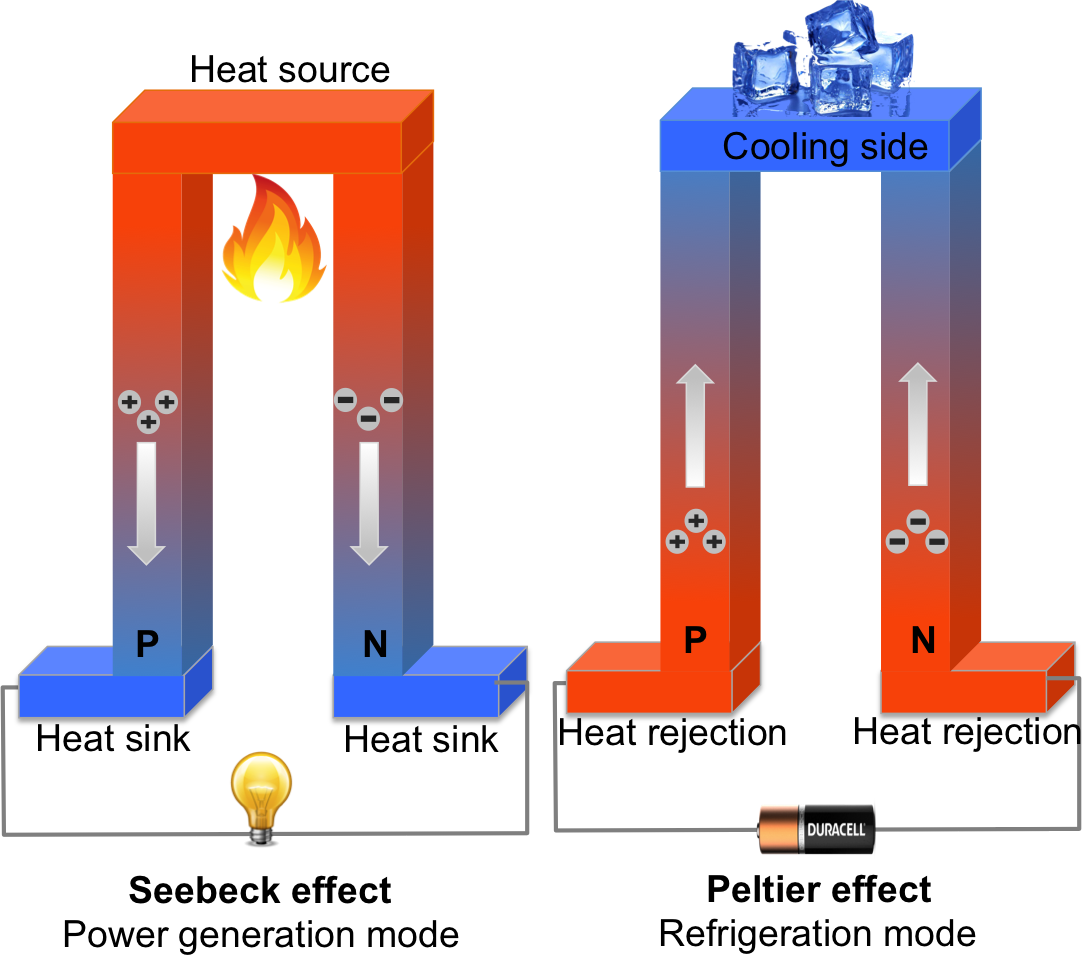 Heat source
Cooling side
P
N
P
N
Heat sink
Heat sink
Heat rejection
Heat rejection
DURACELL
Seebeck effect
Power generation mode
Peltier effect
Refrigeration mode